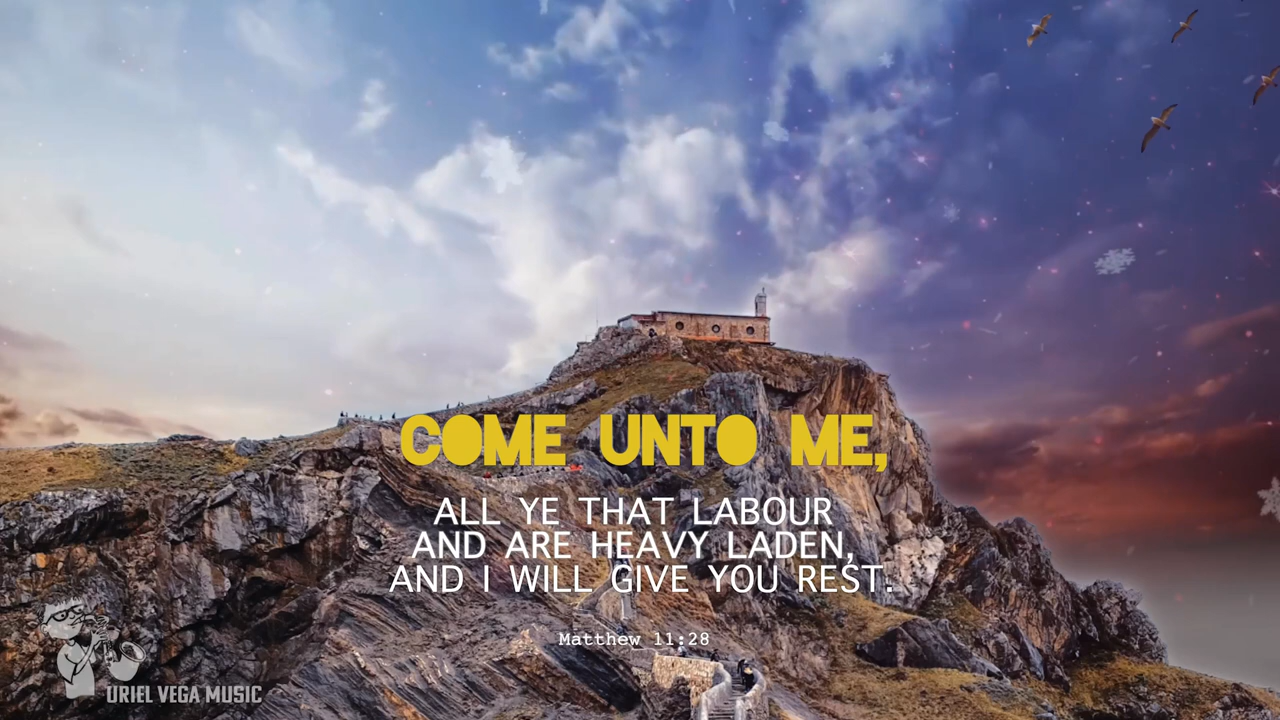 COME UNTO ME,
ALL YE THAT LABOUR
AND ARE HEAVY LADEN,
AND I WILL GIVE YOU REST.
Matthew 11:28
URIEL VEGA MUSIC